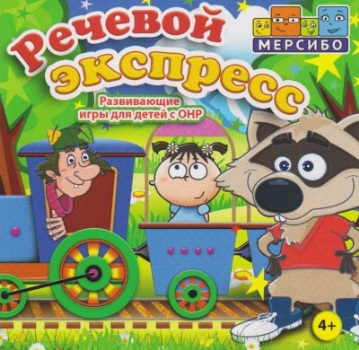 Речевой
экспресс
МЕРСИБО
Развивающие
игры для детей с ОНР
4+